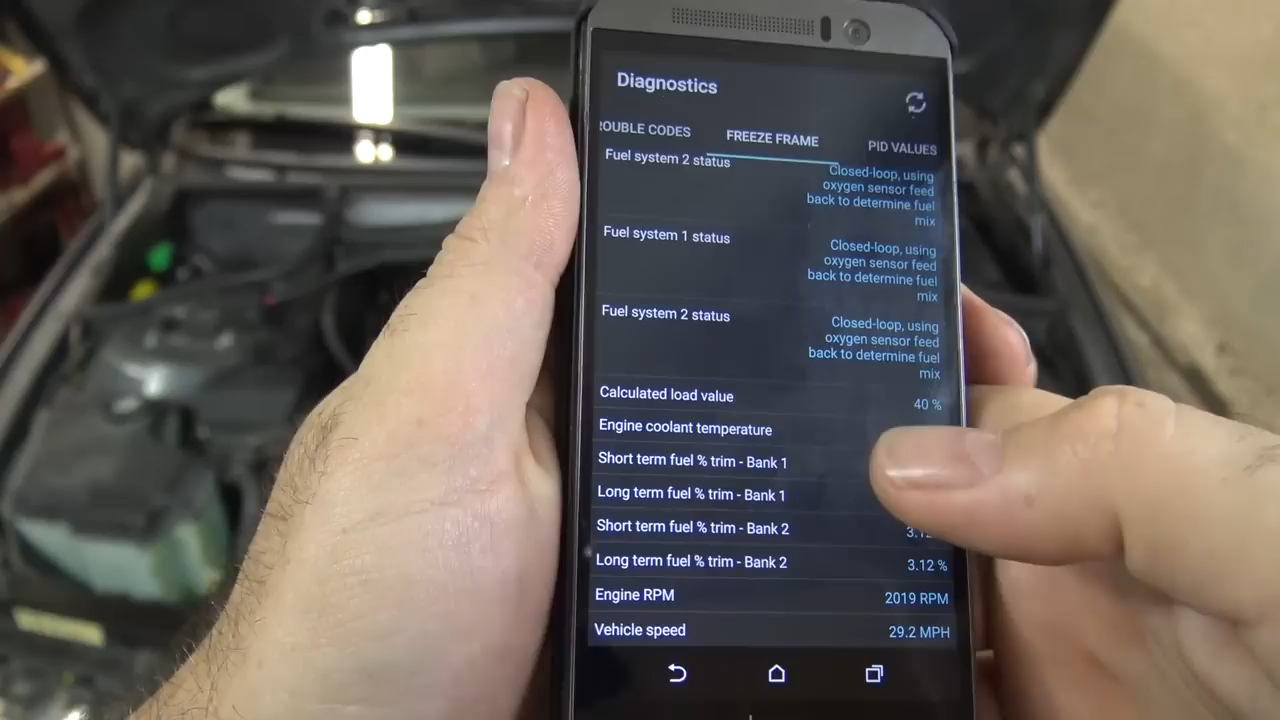 Diagnostics
ROUBLE CODES FREEZE FRAME PID VALUES
Fuel system 2 status
Closed-loop, using
oxygen sensor feed
back to determine fuel
mix
Fuel system 1 status
Closed-loop, using
oxygen sensor feed
back to determine fuel
mix
Fuel system 2 status
Closed-loop, using
oxygen sensor feed
back to determine fuel
mix
Calculated load value 40 %
Engine coolant temperature
Short term fuel % trim - Bank 1
Long term fuel % trim - Bank 1
Short term fuel % trim - Bank 2
Long term fuel % trim - Bank 2 3.12 %
Engine RPM 2019 RPM
Vehicle speed 29.2 MPH